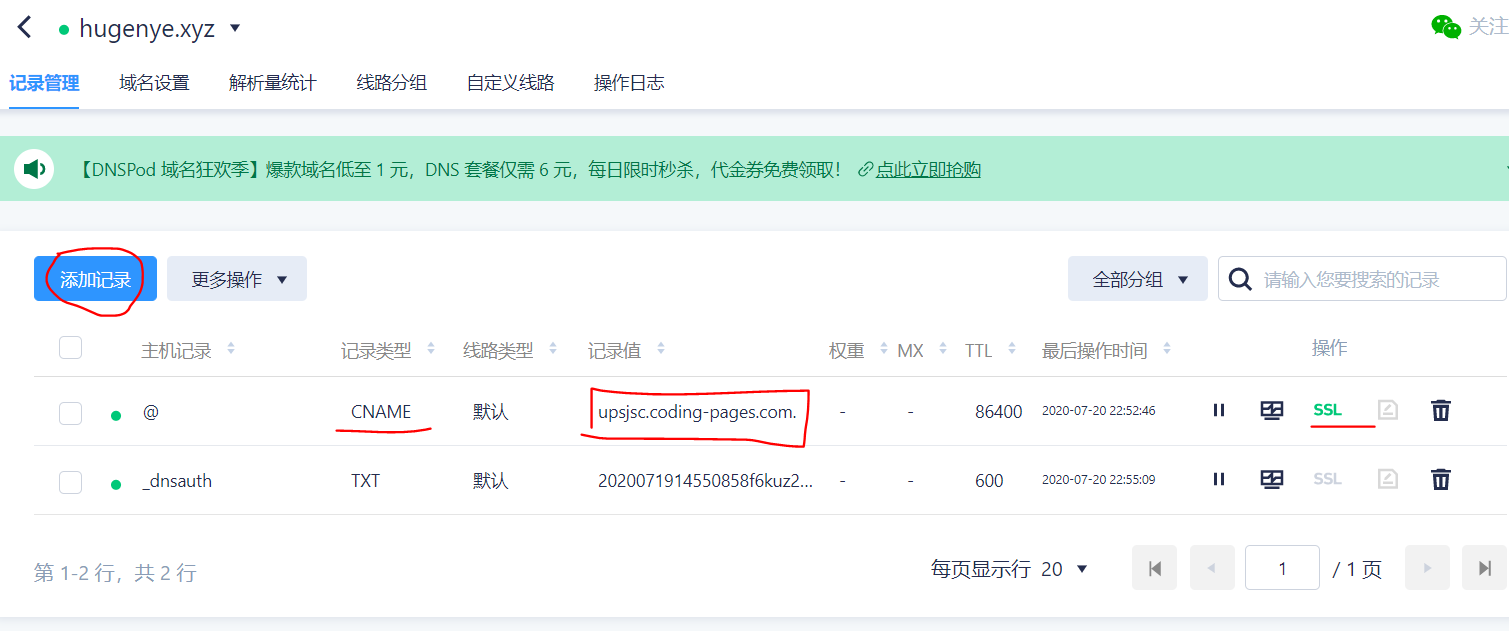 hugenye.xyz
关注
记录管理 域名设置 解析量统计 线路分组 自定义线路 操作日志
【DNSPod 域名狂欢季】爆款域名低至 1 元，DNS 套餐仅需 6 元，每日限时秒杀，代金券免费领取！ 点此立即抢购
添加记录 更多操作 全部分组 请输入您要搜索的记录
主机记录 记录类型 线路类型 记录值 权重 MX TTL 最后操作时间 操作
@ CNAME 默认 upsjsc.coding-pages.com. - - 86400 2020-07-20 22:52:46 SSL
_dnsauth TXT 默认 2020071914550858f6kuz2... - - 600 2020-07-20 22:55:09 SSL
第 1-2 行，共 2 行 每页显示行 20 1 / 1 页